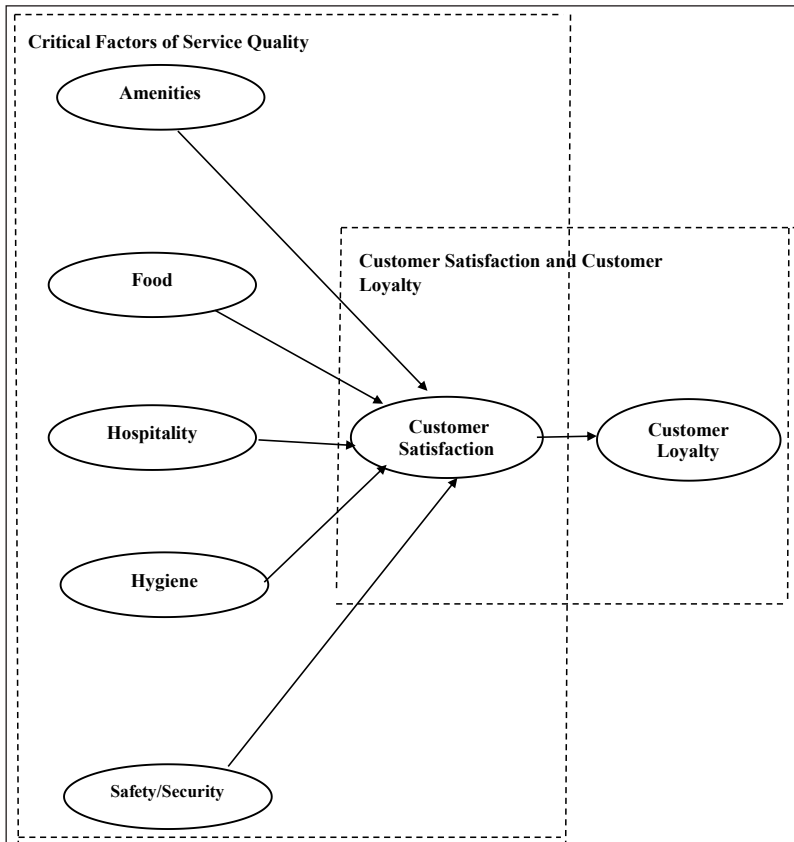 Critical Factors of Service Quality
Amenities
Food
Customer Satisfaction and Customer
Loyalty
Hospitality
Customer
Satisfaction
Customer
Loyalty
Hygiene
Safety/Security